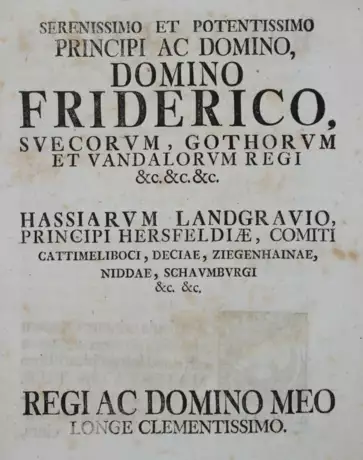 SERENISSIMO ET POTENTISSIMO
PRINCIPI AC DOMINO,
DOMINO
FRIDERICO,
SVECORVM, GOTHORVM
ET VANDALORVM REGI
&c. &c. &c.
HASSIARVM LANDGRAVIO,
PRINCIPI HERSFELDIÆ, COMITI
CATTIMELIBOCI, DECIAE, ZIEGENHAINAE,
NIDDAE, SCHAVMBVRGI
&c. &c.
REGI AC DOMINO MEO
LONGE CLEMENTISSIMO.